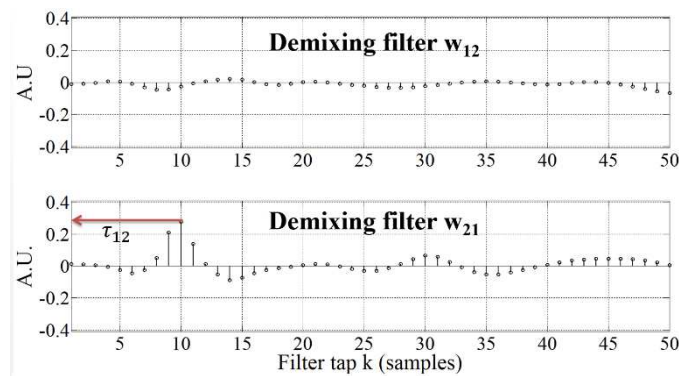 0.4
Demixing filter w12
0.2
A.U
0
-0.2
-0.4
5 10 15 20 25 30 35 40 45 50
0.4
Demixing filter w21
τ12
0.2
A.U.
0
-0.2
-0.4
5 10 15 20 25 30 35 40 45 50
Filter tap k (samples)